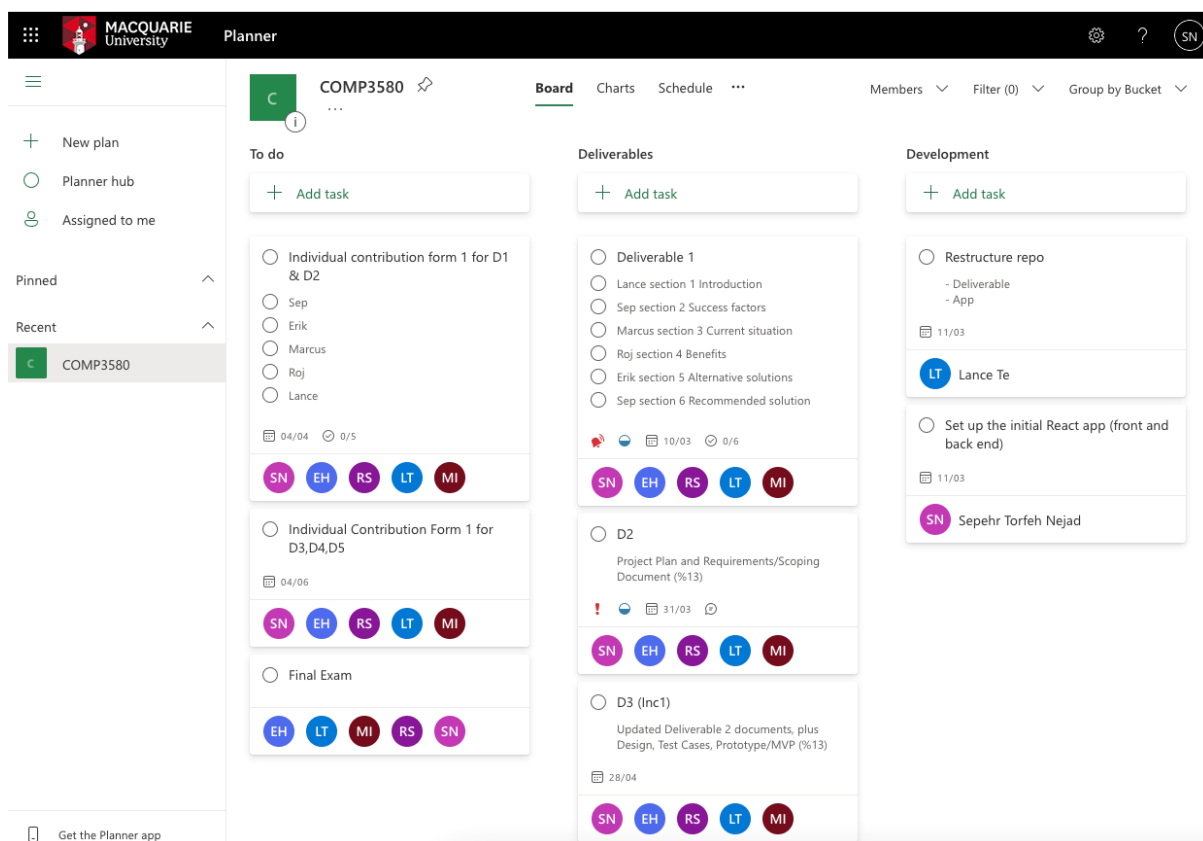 MACQUARIE
University
Planner
?
SN
C
i
COMP3580
...
Board
Charts
Schedule
...
Members
Filter (0)
Group by Bucket
New plan
Planner hub
Assigned to me
Pinned
Recent
C
COMP3580
Get the Planner app
To do
+ Add task
Individual contribution form 1 for D1
& D2
Sep
Erik
Marcus
Roj
Lance
04/04 0/5
SN EH RS LT MI
Individual Contribution Form 1 for
D3,D4,D5
04/06
SN EH RS LT MI
Final Exam
EH LT MI RS SN
Deliverables
+ Add task
Deliverable 1
Lance section 1 Introduction
Sep section 2 Success factors
Marcus section 3 Current situation
Roj section 4 Benefits
Erik section 5 Alternative solutions
Sep section 6 Recommended solution
10/03 0/6
SN EH RS LT MI
D2
Project Plan and Requirements/Scoping
Document (%13)
! 31/03
SN EH RS LT MI
D3 (Inc1)
Updated Deliverable 2 documents, plus
Design, Test Cases, Prototype/MVP (%13)
28/04
SN EH RS LT MI
Development
+ Add task
Restructure repo
- Deliverable
- App
11/03
LT Lance Te
Set up the initial React app (front and
back end)
11/03
SN Sepehr Torfeh Nejad